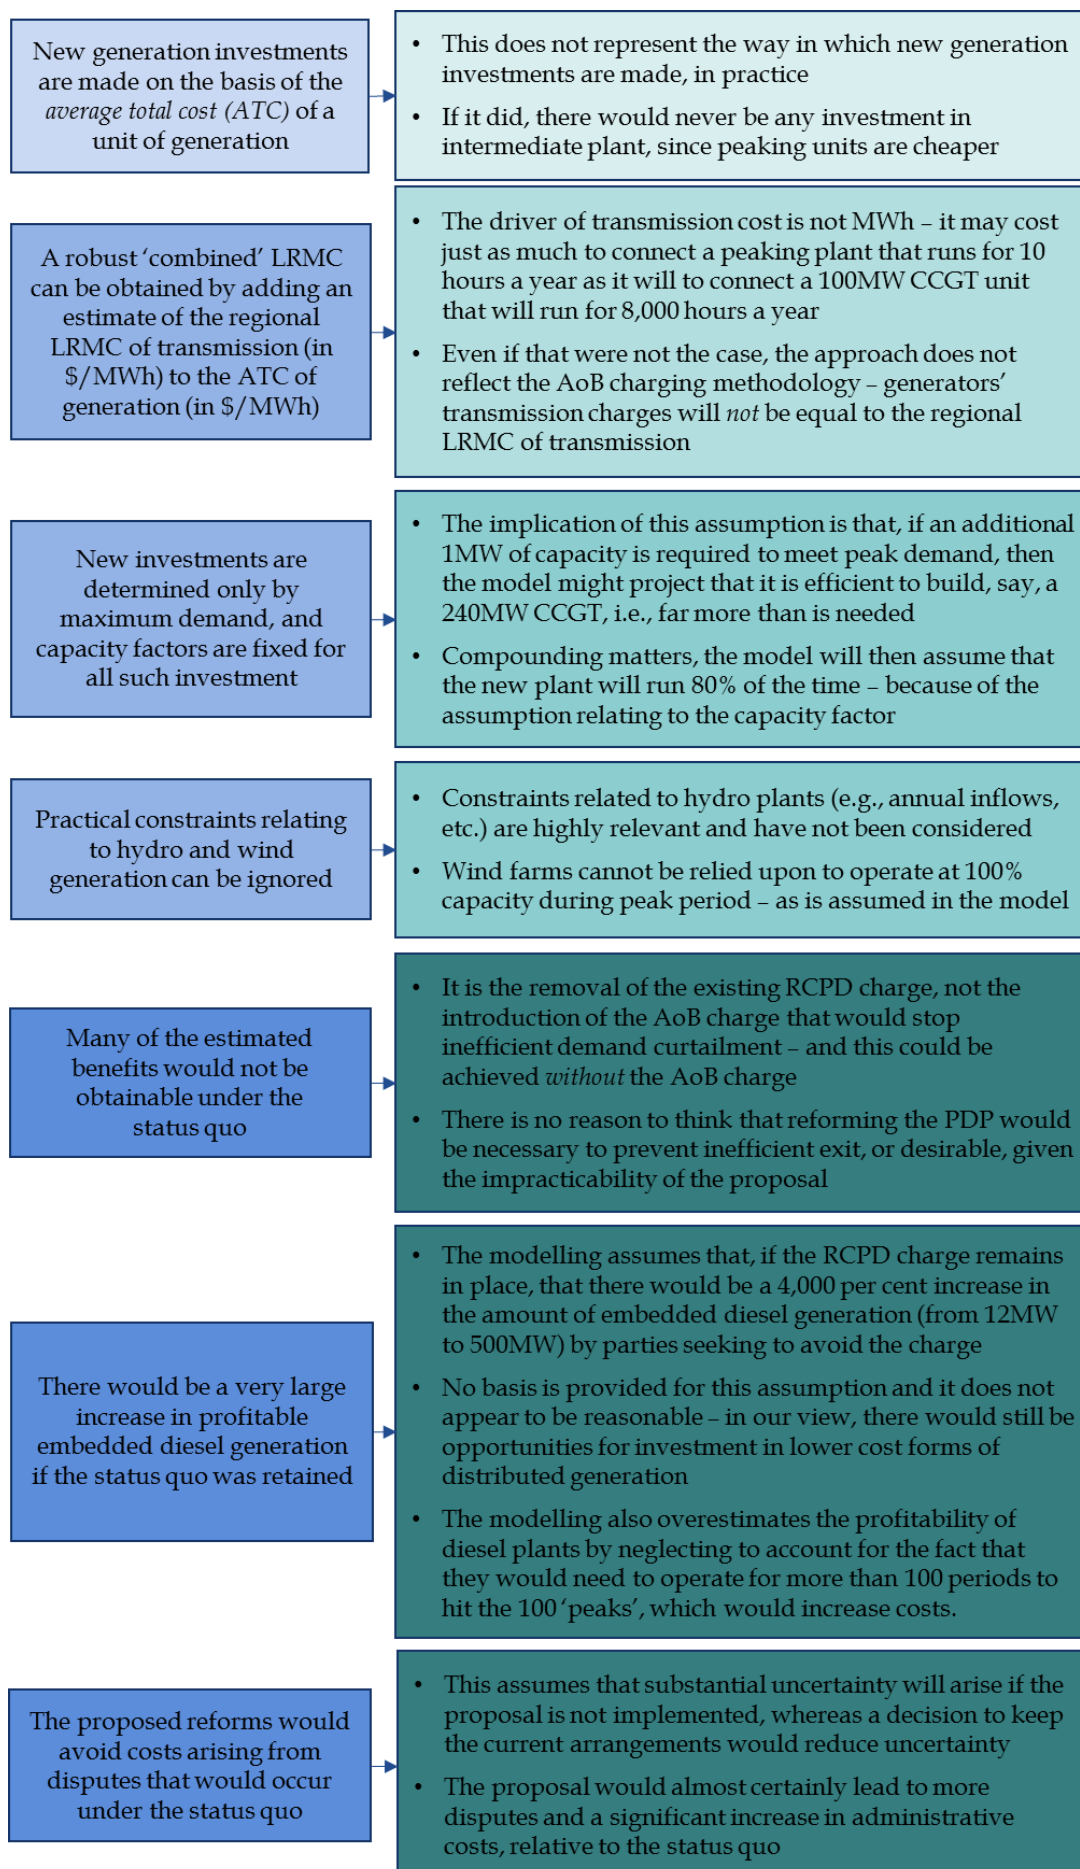 New generation investments
are made on the basis of the
average total cost (ATC) of a
unit of generation
• This does not represent the way in which new generation
investments are made, in practice
• If it did, there would never be any investment in
intermediate plant, since peaking units are cheaper
A robust ‘combined’ LRMC
can be obtained by adding an
estimate of the regional
LRMC of transmission (in
$/MWh) to the ATC of
generation (in $/MWh)
• The driver of transmission cost is not MWh – it may cost
just as much to connect a peaking plant that runs for 10
hours a year as it will to connect a 100MW CCGT unit
that will run for 8,000 hours a year
• Even if that were not the case, the approach does not
reflect the AoB charging methodology – generators’
transmission charges will not be equal to the regional
LRMC of transmission
New investments are
determined only by
maximum demand, and
capacity factors are fixed for
all such investment
• The implication of this assumption is that, if an additional
1MW of capacity is required to meet peak demand, then
the model might project that it is efficient to build, say, a
240MW CCGT, i.e., far more than is needed
• Compounding matters, the model will then assume that
the new plant will run 80% of the time – because of the
assumption relating to the capacity factor
Practical constraints relating
to hydro and wind
generation can be ignored
• Constraints related to hydro plants (e.g., annual inflows,
etc.) are highly relevant and have not been considered
• Wind farms cannot be relied upon to operate at 100%
capacity during peak period – as is assumed in the model
Many of the estimated
benefits would not be
obtainable under the
status quo
• It is the removal of the existing RCPD charge, not the
introduction of the AoB charge that would stop
inefficient demand curtailment – and this could be
achieved without the AoB charge
• There is no reason to think that reforming the PDP would
be necessary to prevent inefficient exit, or desirable, given
the impracticability of the proposal
There would be a very large
increase in profitable
embedded diesel generation
if the status quo was retained
• The modelling assumes that, if the RCPD charge remains
in place, that there would be a 4,000 per cent increase in
the amount of embedded diesel generation (from 12MW
to 500MW) by parties seeking to avoid the charge
• No basis is provided for this assumption and it does not
appear to be reasonable – in our view, there would still be
opportunities for investment in lower cost forms of
distributed generation
• The modelling also overestimates the profitability of
diesel plants by neglecting to account for the fact that
they would need to operate for more than 100 periods to
hit the 100 ‘peaks’, which would increase costs.
The proposed reforms would
avoid costs arising from
disputes that would occur
under the status quo
• This assumes that substantial uncertainty will arise if the
proposal is not implemented, whereas a decision to keep
the current arrangements would reduce uncertainty
• The proposal would almost certainly lead to more
disputes and a significant increase in administrative
costs, relative to the status quo